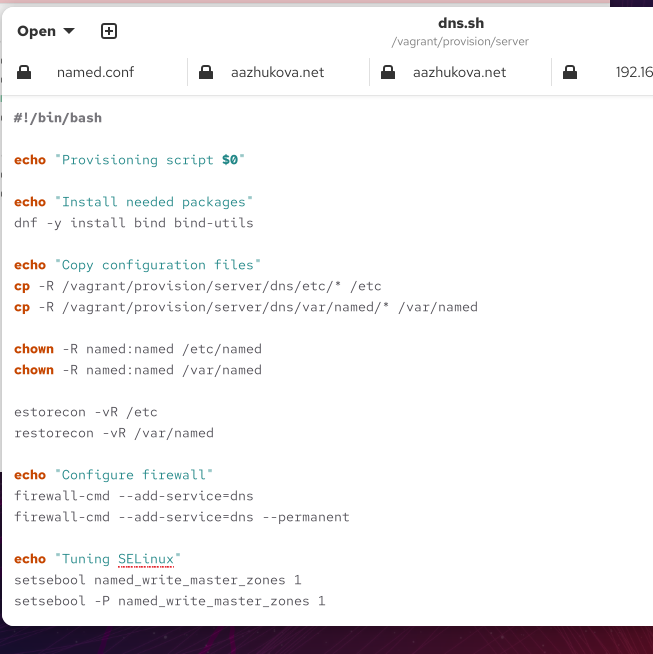 Open
dns.sh
/vagrant/provision/server
named.conf aazhukova.net aazhukova.net 192.16
#!/bin/bash
echo "Provisioning script $0"
echo "Install needed packages"
dnf -y install bind bind-utils
echo "Copy configuration files"
cp -R /vagrant/provision/server/dns/etc/* /etc
cp -R /vagrant/provision/server/dns/var/named/* /var/named
chown -R named:named /etc/named
chown -R named:named /var/named
estorecon -vR /etc
restorecon -vR /var/named
echo "Configure firewall"
firewall-cmd --add-service=dns
firewall-cmd --add-service=dns --permanent
echo "Tuning SELinux"
setsebool named_write_master_zones 1
setsebool -P named_write_master_zones 1